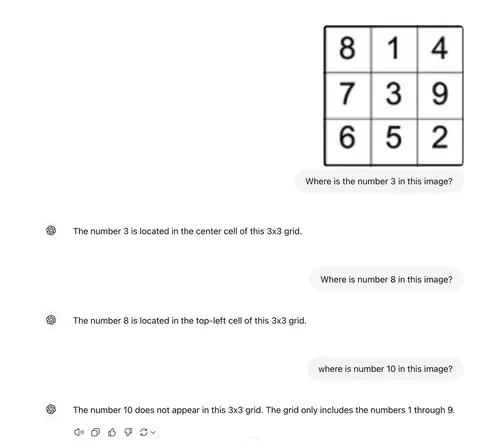 8 1 4
7 3 9
6 5 2
Where is the number 3 in this image?
The number 3 is located in the center cell of this 3x3 grid.
Where is number 8 in this image?
The number 8 is located in the top-left cell of this 3x3 grid.
where is number 10 in this image?
The number 10 does not appear in this 3x3 grid. The grid only includes the numbers 1 through 9.